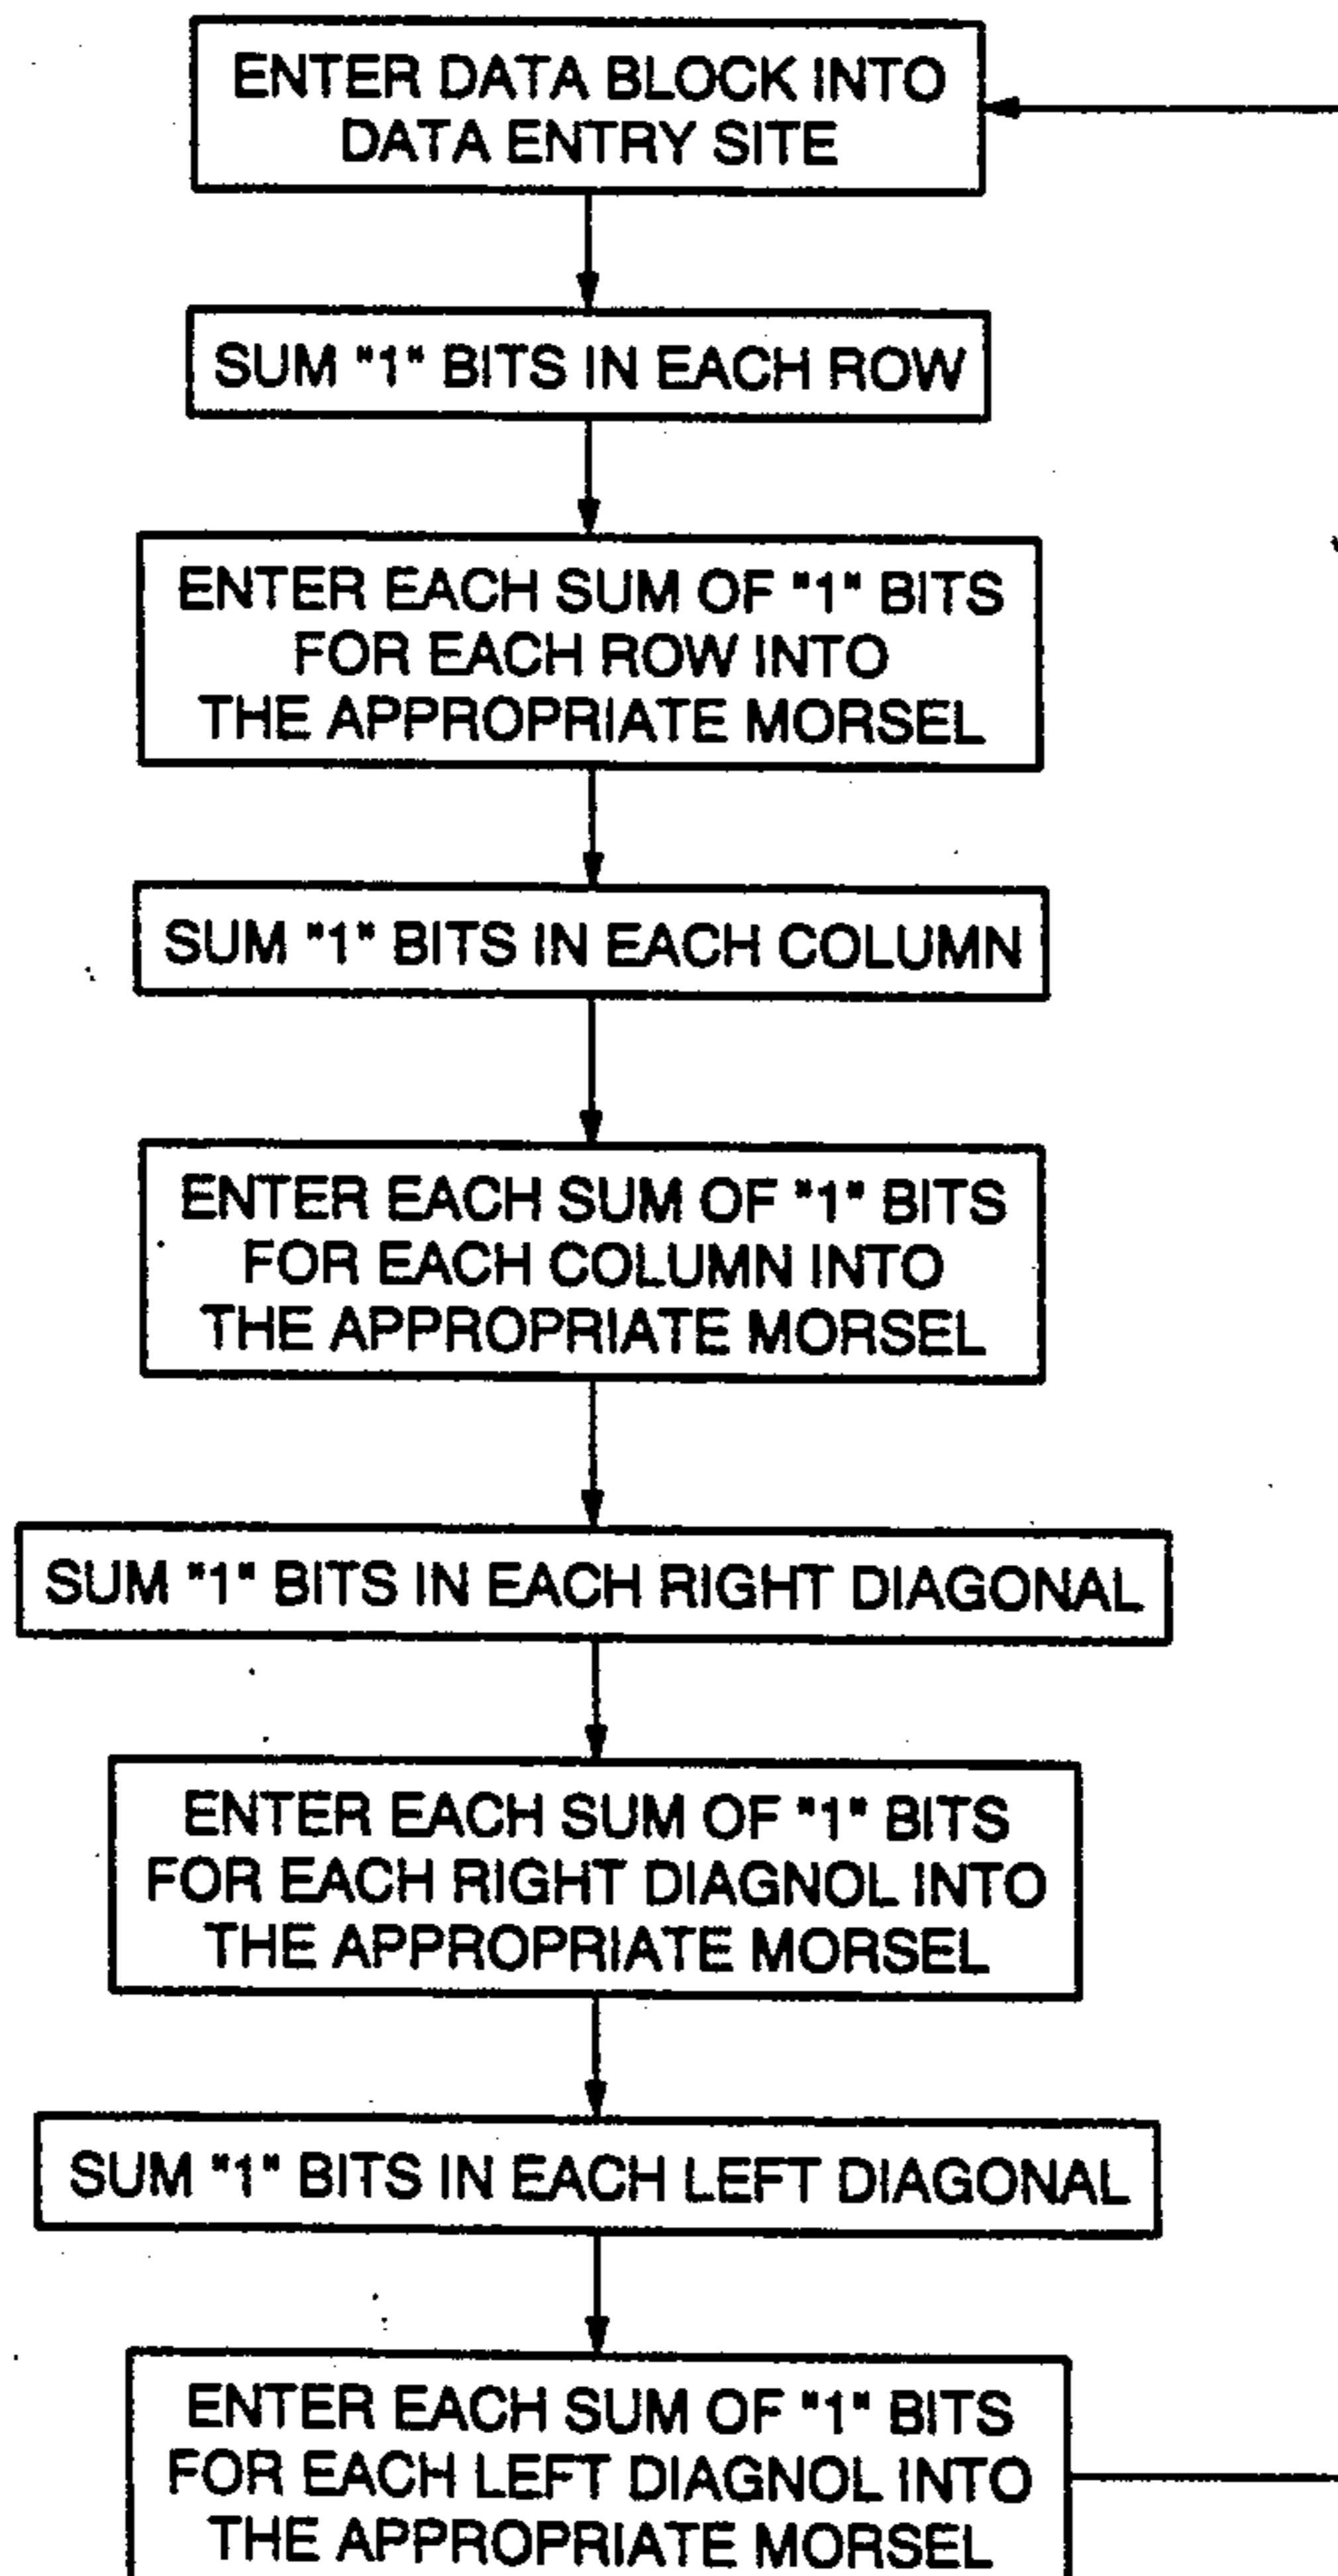 ENTER DATA BLOCK INTO
DATA ENTRY SITE
SUM "1" BITS IN EACH ROW
ENTER EACH SUM OF "1" BITS
FOR EACH ROW INTO
THE APPROPRIATE MORSEL
SUM "1" BITS IN EACH COLUMN
ENTER EACH SUM OF "1" BITS
FOR EACH COLUMN INTO
THE APPROPRIATE MORSEL
SUM "1" BITS IN EACH RIGHT DIAGONAL
ENTER EACH SUM OF "1" BITS
FOR EACH RIGHT DIAGNOL INTO
THE APPROPRIATE MORSEL
SUM "1" BITS IN EACH LEFT DIAGONAL
ENTER EACH SUM OF "1" BITS
FOR EACH LEFT DIAGNOL INTO
THE APPROPRIATE MORSEL